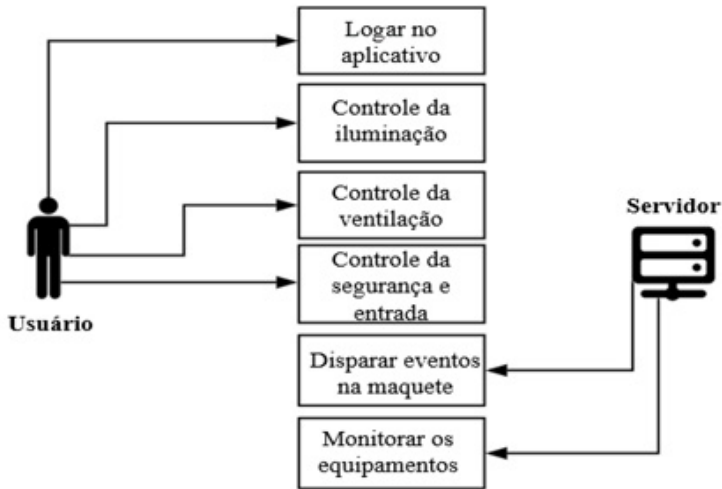 Logar no
aplicativo
Controle da
iluminação
Controle da
ventilação
Servidor
Controle da
segurança e
entrada
Usuário
Disparar eventos
na maquete
Monitorar os
equipamentos